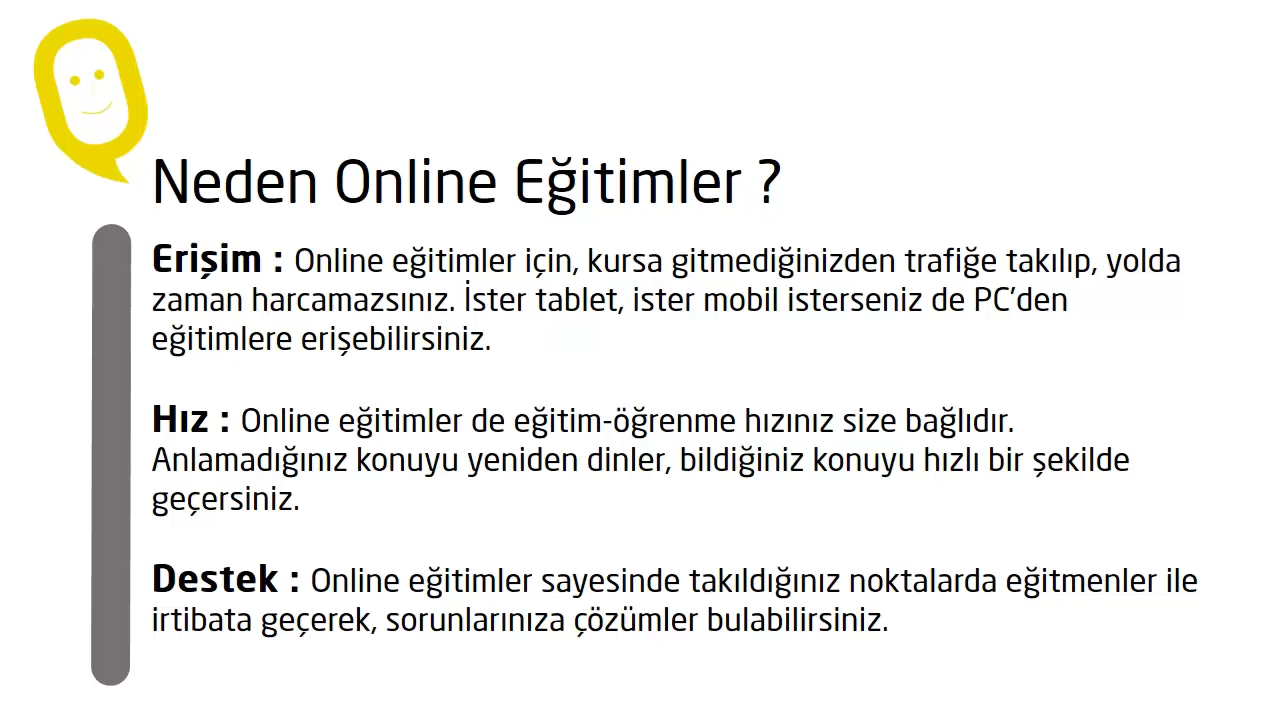 Neden Online Eğitimler ?
Erişim : Online eğitimler için, kursa gitmediğinizden trafiğe takılıp, yolda
zaman harcamazsınız. İster tablet, ister mobil isterseniz de PC’den
eğitimlere erişebilirsiniz.
Hız : Online eğitimler de eğitim-öğrenme hızınız size bağlıdır.
Anlamadığınız konuyu yeniden dinler, bildiğiniz konuyu hızlı bir şekilde
geçersiniz.
Destek : Online eğitimler sayesinde takıldığınız noktalarda eğitmenler ile
irtibata geçerek, sorunlarınıza çözümler bulabilirsiniz.